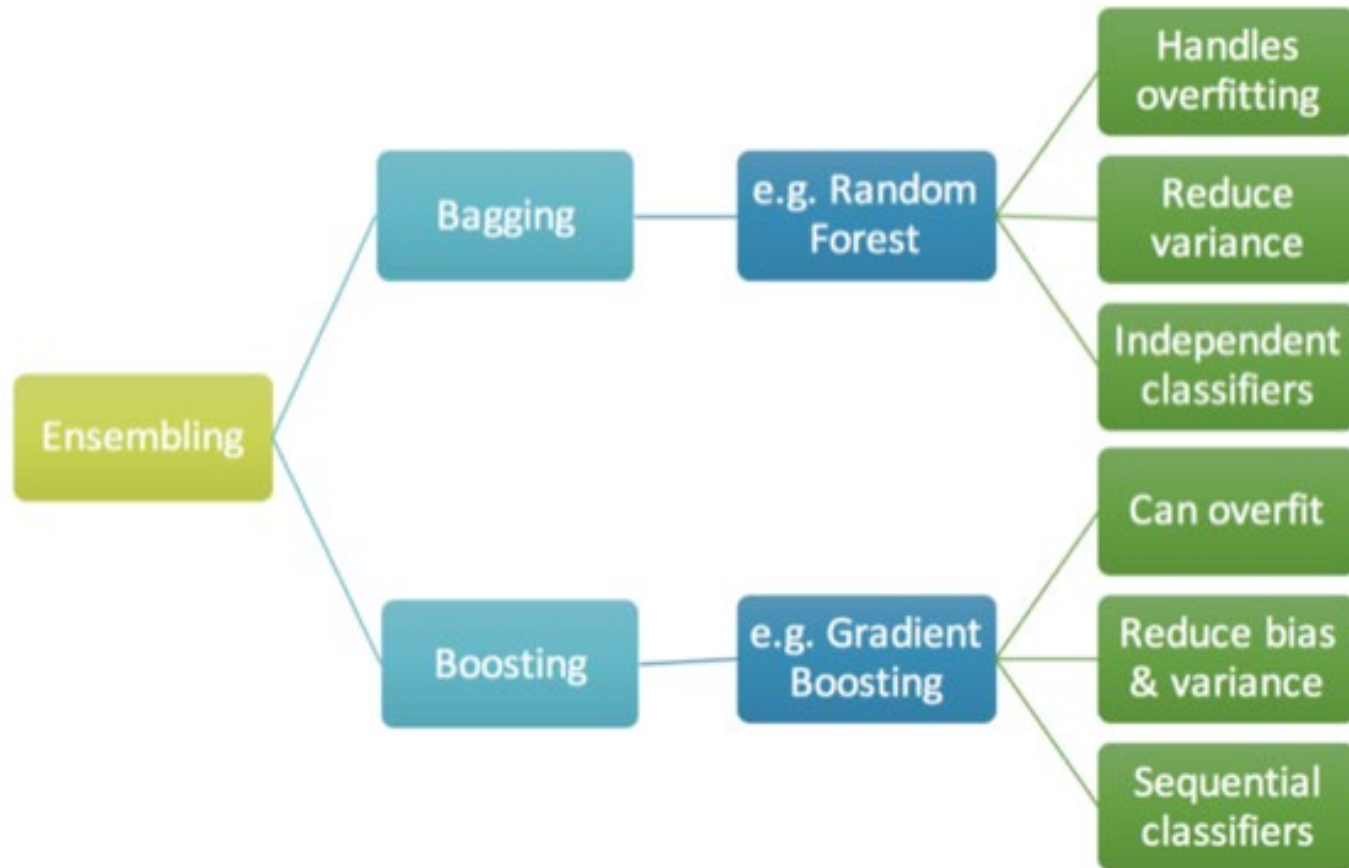 Handles
overfitting
Bagging
e.g. Random
Forest
Reduce
variance
Independent
classifiers
Ensembling
Can overfit
Boosting
e.g. Gradient
Boosting
Reduce bias
& variance
Sequential
classifiers